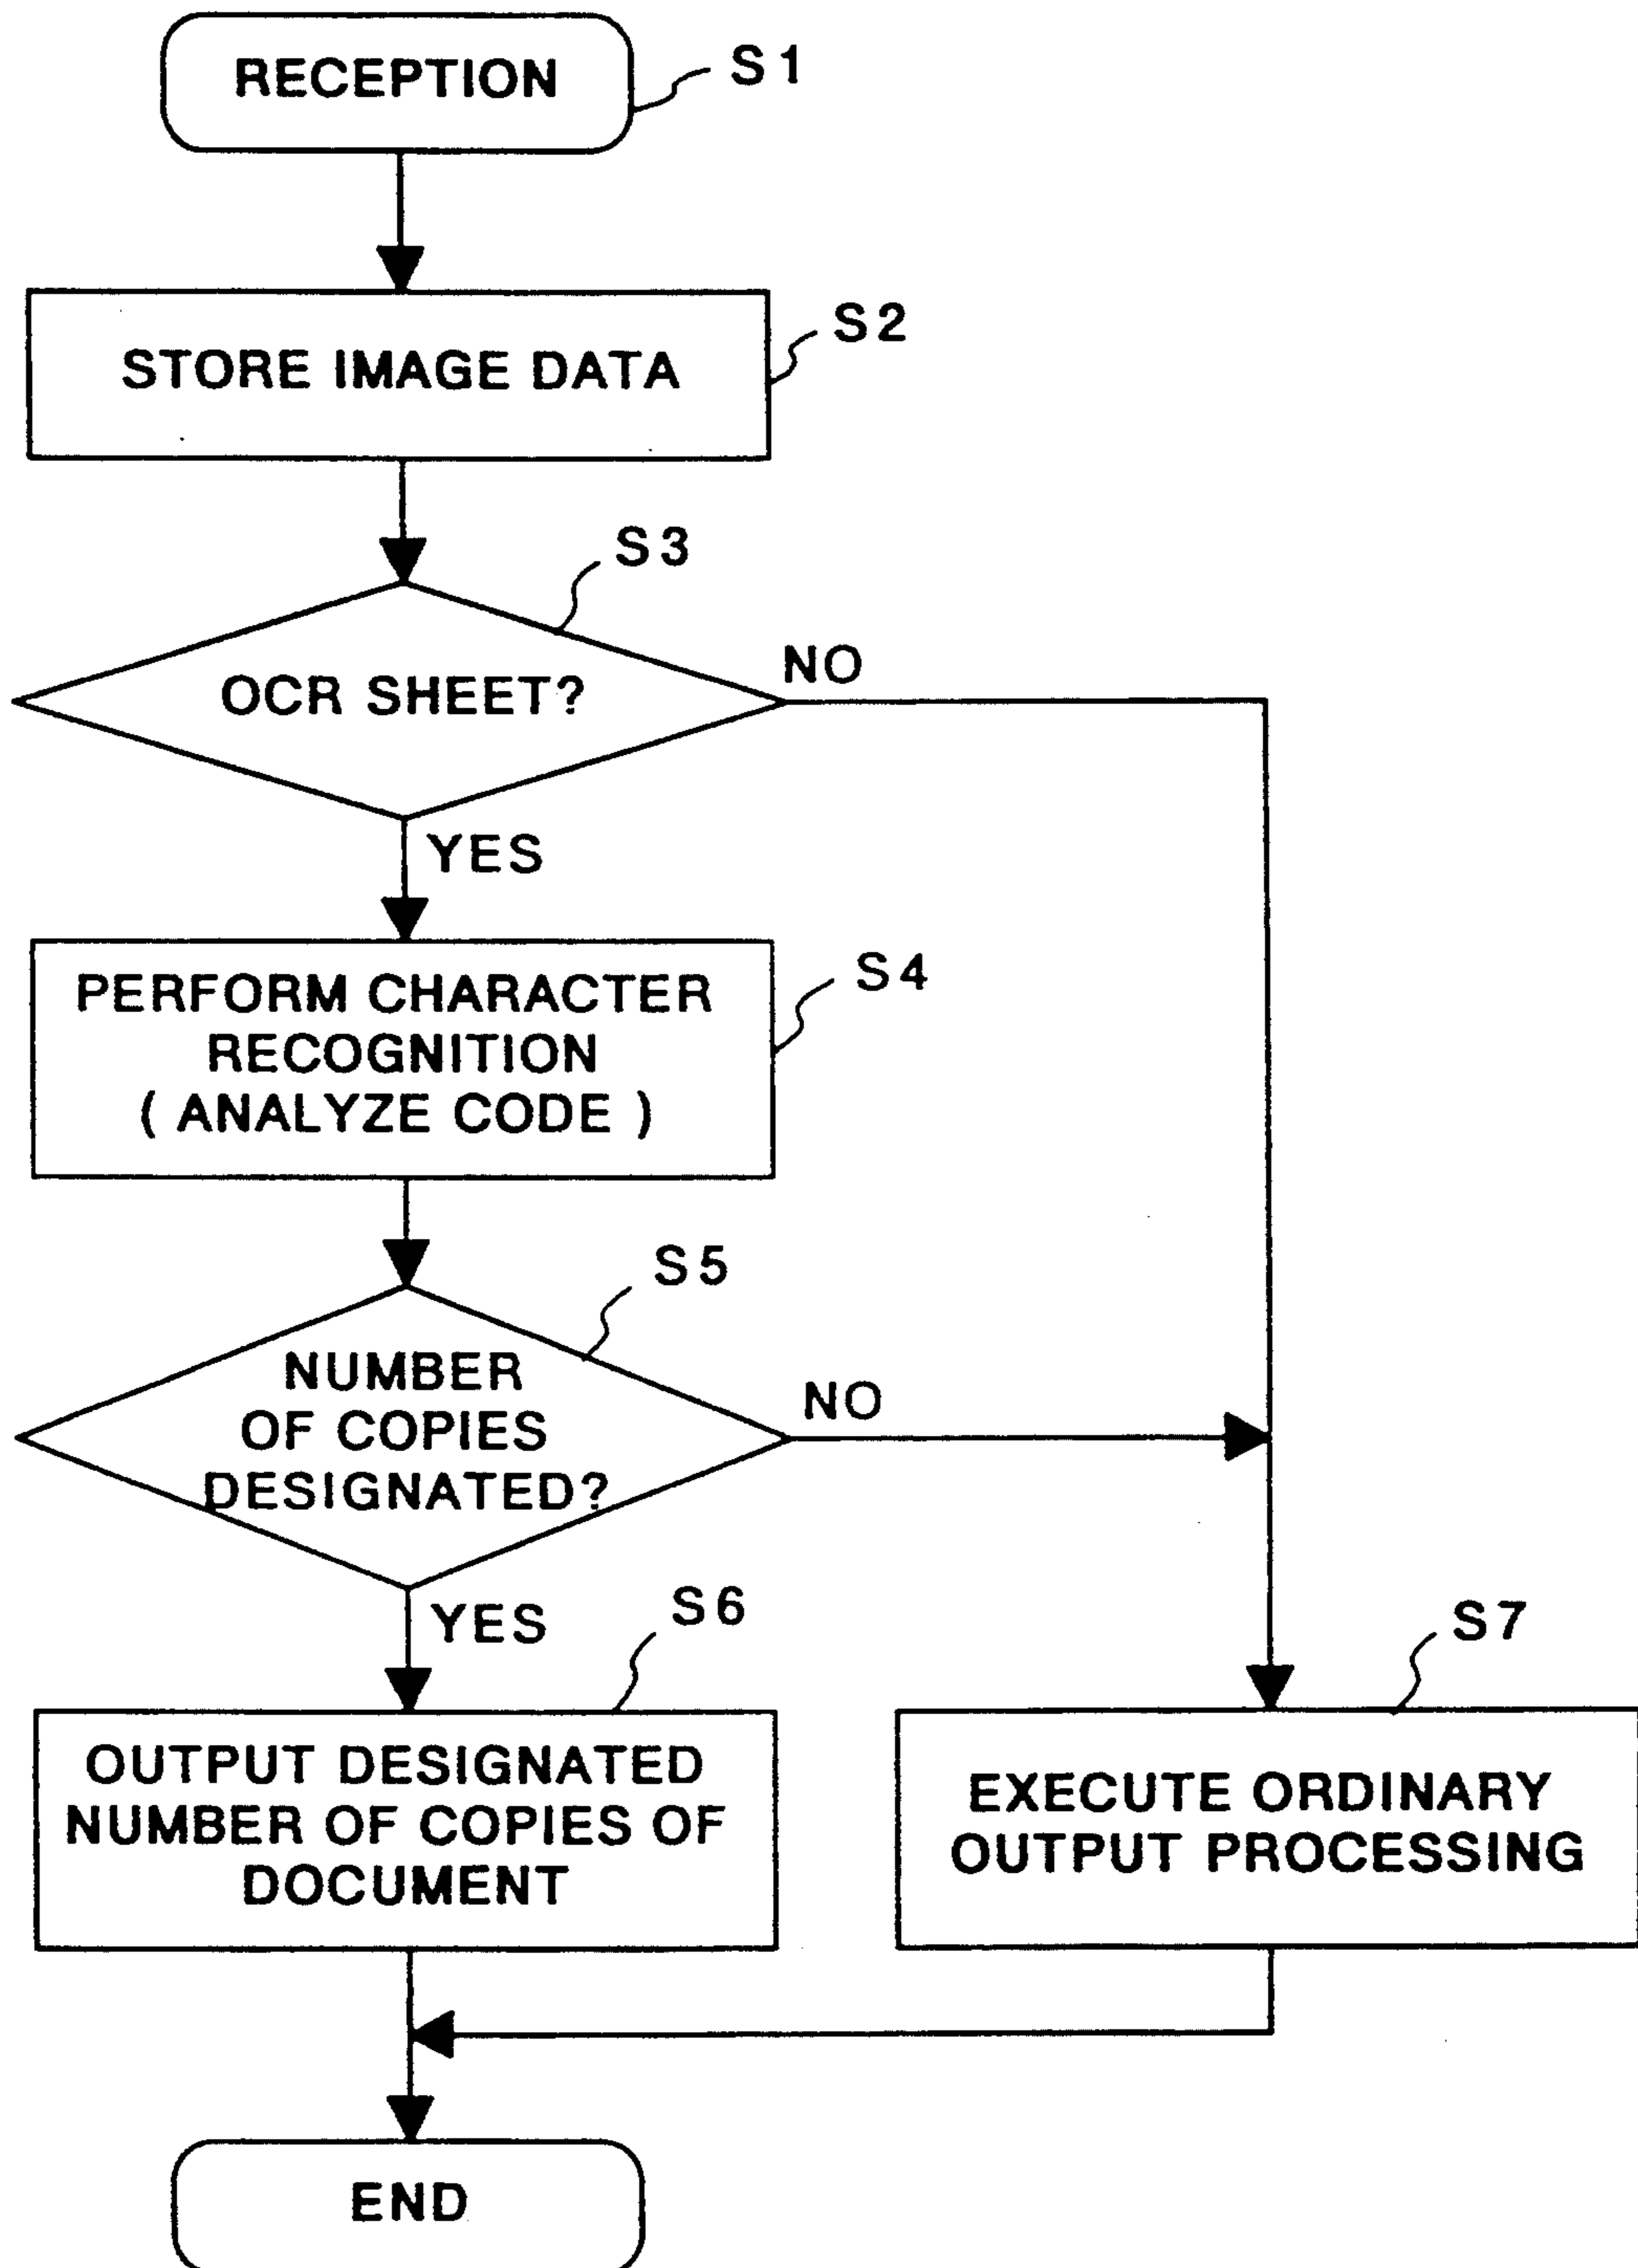 RECEPTION
S1
STORE IMAGE DATA
S2
S3
OCR SHEET?
NO
YES
PERFORM CHARACTER
RECOGNITION
( ANALYZE CODE )
S4
S5
NUMBER
OF COPIES
DESIGNATED?
NO
YES
S6
OUTPUT DESIGNATED
NUMBER OF COPIES OF
DOCUMENT
S7
EXECUTE ORDINARY
OUTPUT PROCESSING
END